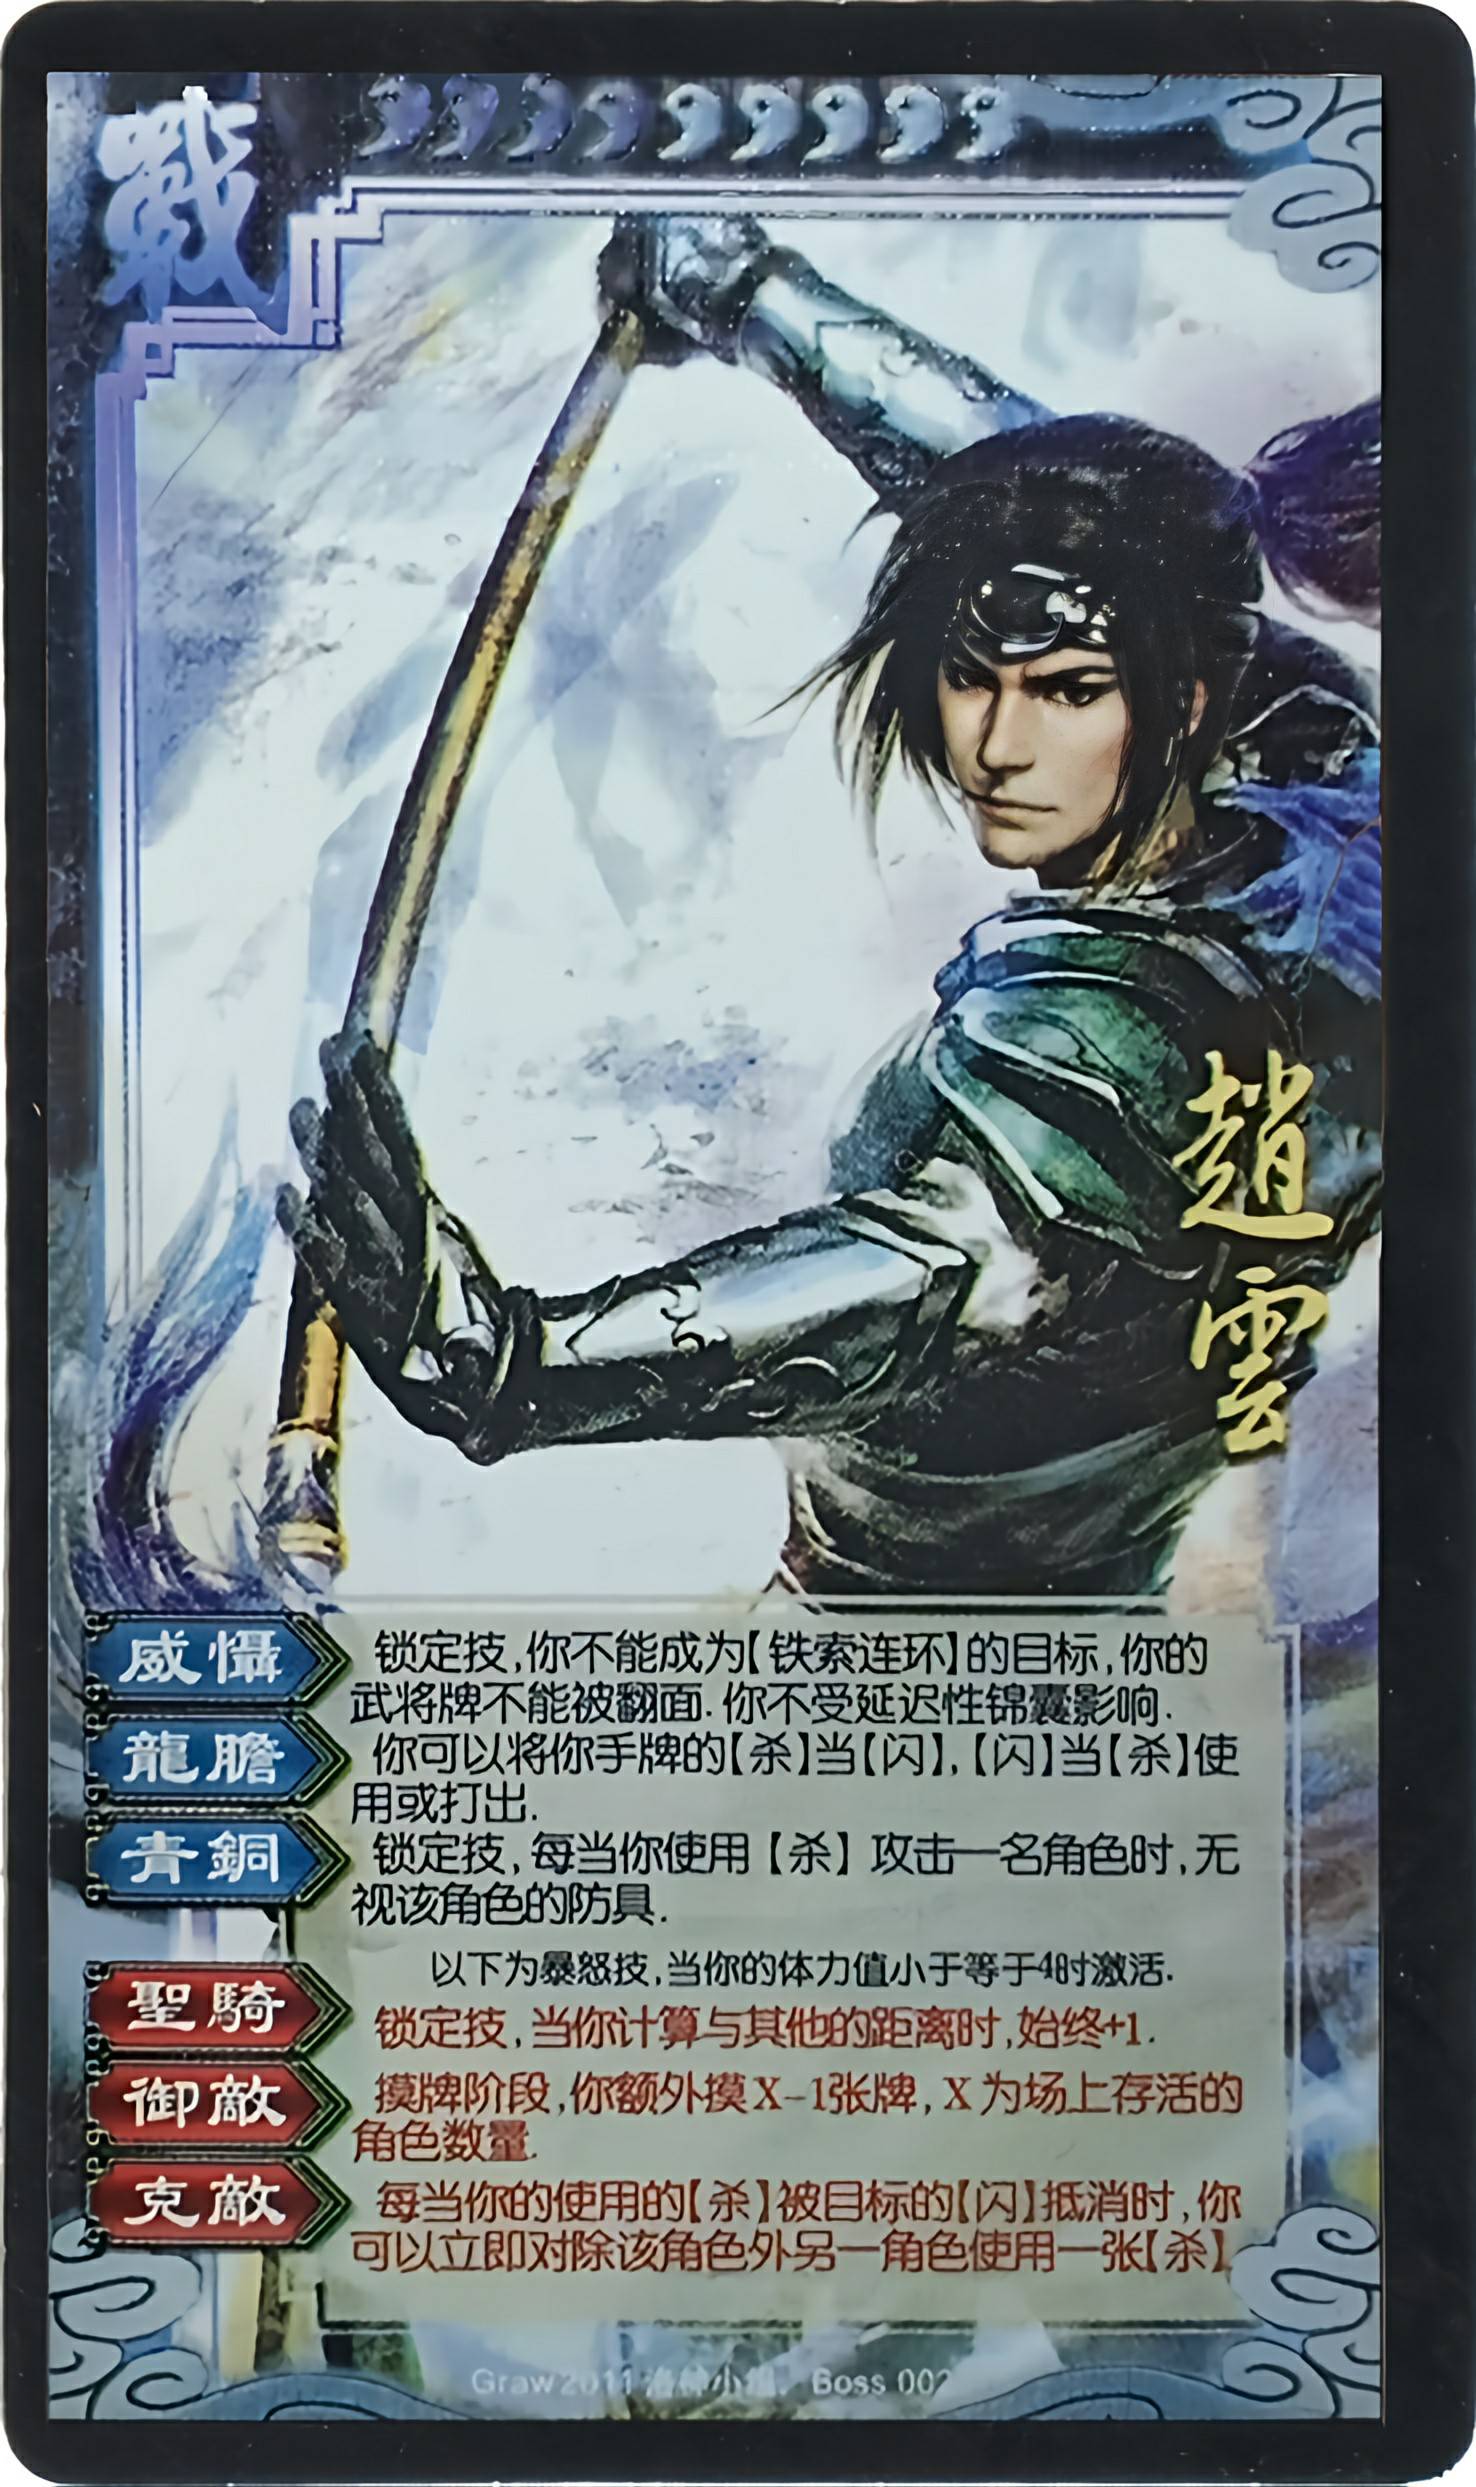 戰
趙雲
威懾
锁定技,你不能成为【铁索连环】的目标,你的
武将牌不能被翻面.你不受延迟性锦囊影响.
龍膽
你可以将你手牌的【杀】当【闪】,【闪】当【杀】使
用或打出.
青銅
锁定技,每当你使用【杀】攻击一名角色时,无
视该角色的防具.
以下为暴怒技,当你的体力值小于等于4时激活.
聖騎
锁定技,当你计算与其他的距离时,始终+1.
御敵
摸牌阶段,你额外摸X-1张牌,X为场上存活的
角色数量.
克敵
每当你的使用的【杀】被目标的【闪】抵消时,你
可以立即对除该角色外另一角色使用一张【杀】
Graw2011 Boss 002